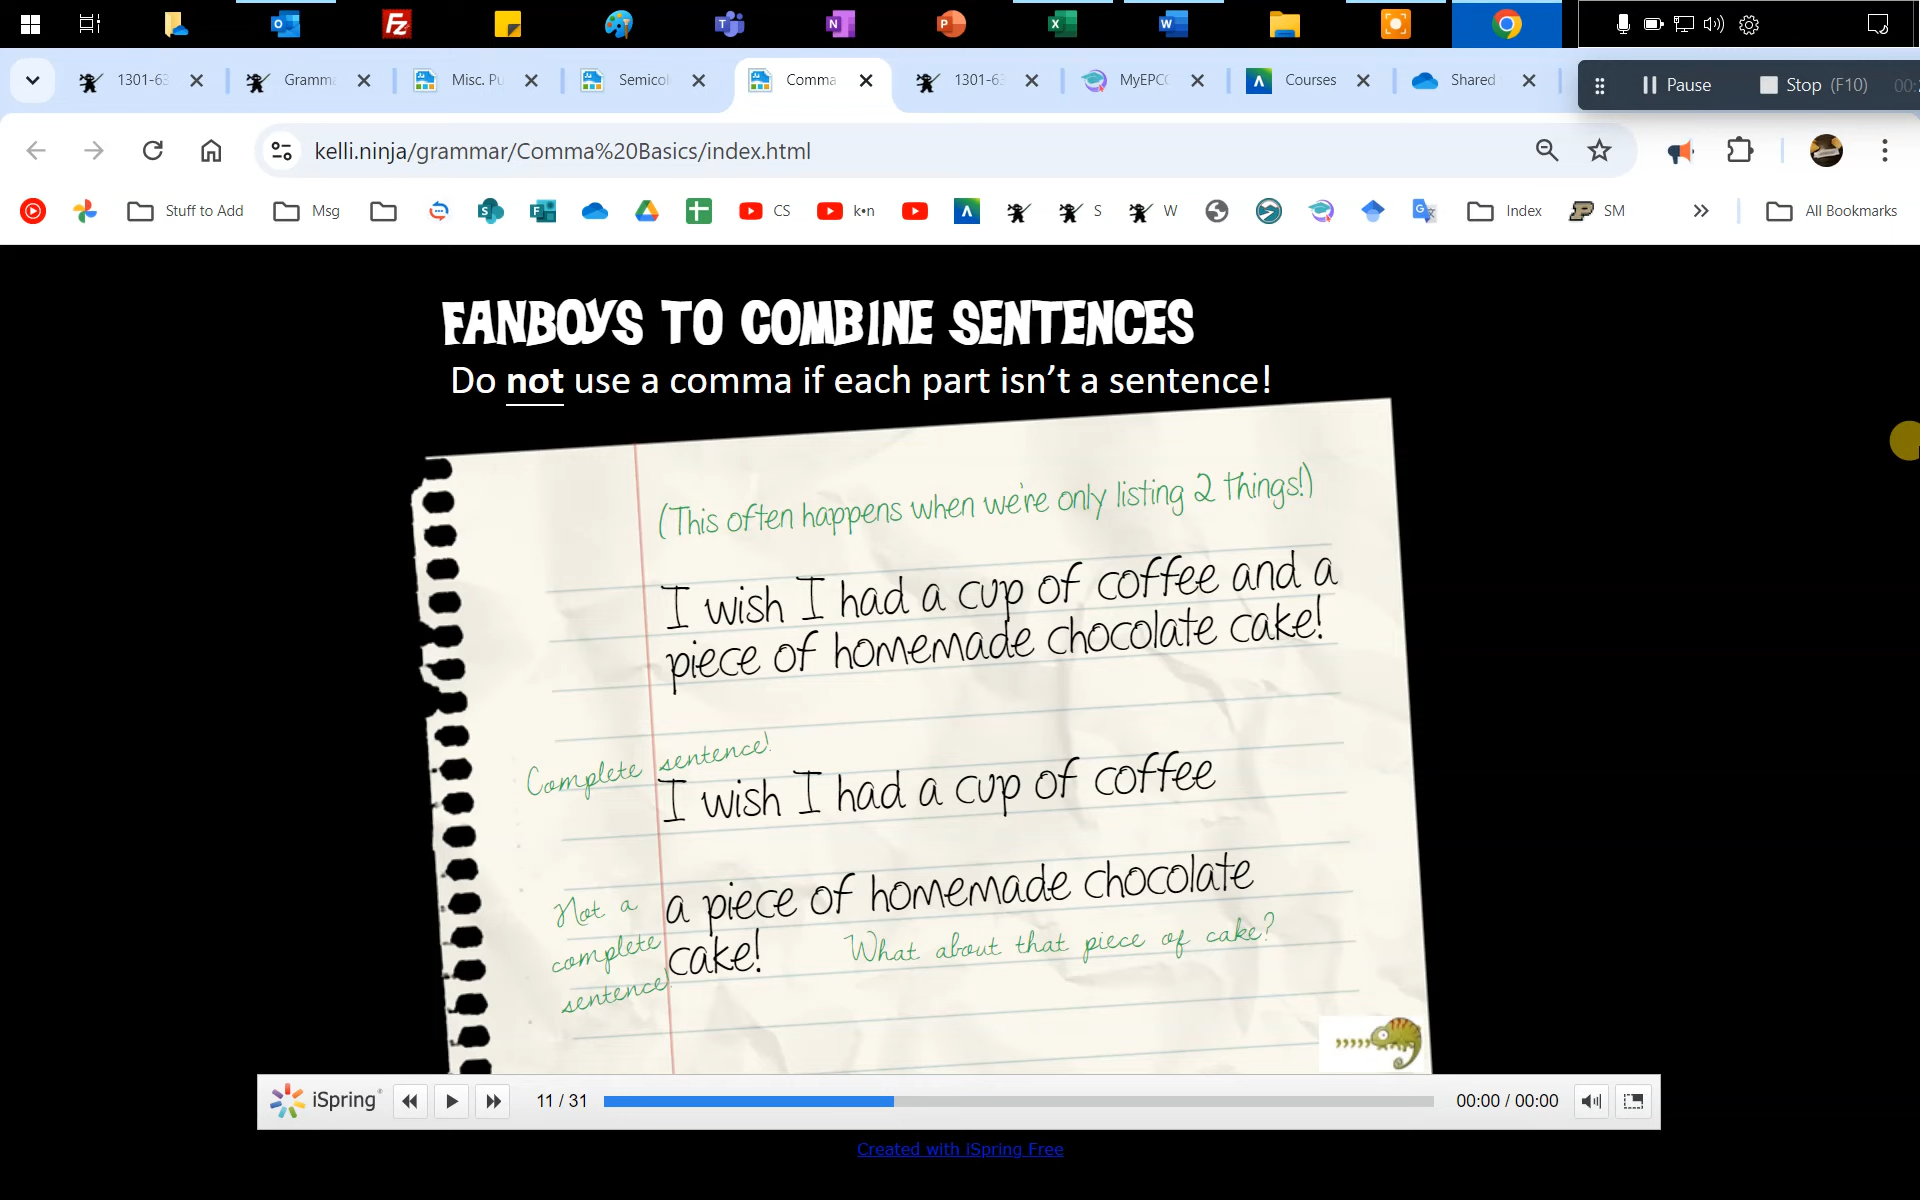 1301-63
Gramma
Misc. Pu
Semicol
Comma
1301-63
MyEPCC
Courses
Shared
Pause
Stop (F10)
00:
kelli.ninja/grammar/Comma%20Basics/index.html
Stuff to Add
Msg
CS
k•n
S
W
Index
SM
All Bookmarks
FANBOYS TO COMBINE SENTENCES
Do not use a comma if each part isn't a sentence!
(This often happens when we're only listing 2 things!)
I wish I had a cup of coffee and a
piece of homemade chocolate cake!
Complete sentence!
I wish I had a cup of coffee
Not a
complete
sentence!
a piece of homemade chocolate
cake!
What about that piece of cake?
iSpring
11 / 31
00:00 / 00:00
Created with iSpring Free